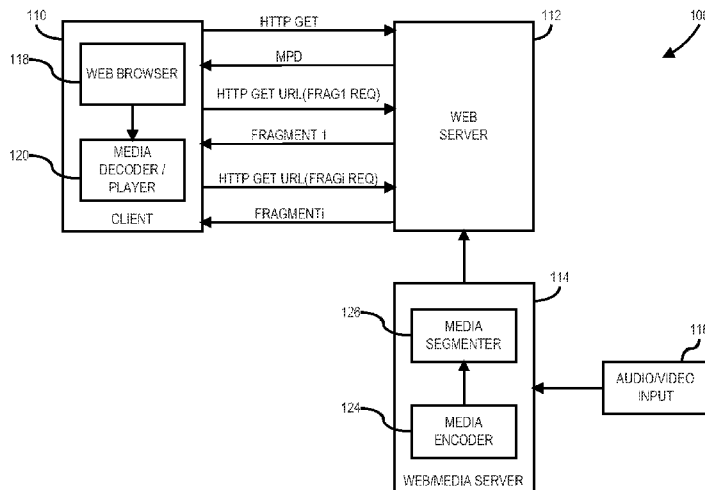 110
HTTP GET
112
108
118
WEB BROWSER
MPD
HTTP GET URL(FRAG1 REQ)
WEB
SERVER
FRAGMENT 1
120
MEDIA
DECODER /
PLAYER
HTTP GET URL(FRAGi REQ)
CLIENT
FRAGMENTi
114
126
MEDIA
SEGMENTER
116
AUDIO/VIDEO
INPUT
124
MEDIA
ENCODER
WEB/MEDIA SERVER